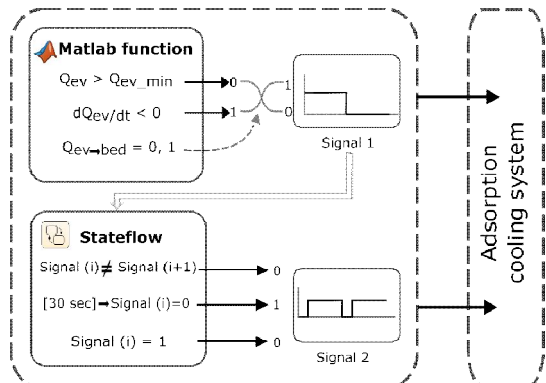 Matlab function
Qev > Qev_min
0
1
dQev/dt < 0
1
0
Qev➡bed = 0, 1
Signal 1
Stateflow
Signal (i)≠ Signal (i+1)
0
[30 sec]➡Signal (i)=0
1
Signal (i) = 1
0
Signal 2
Adsorption
cooling system